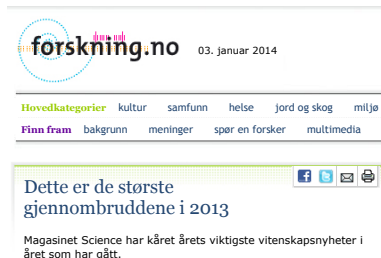 forskning.no
03. januar 2014
Hovedkategorier kultur samfunn helse jord og skog miljø
Finn fram bakgrunn meninger spør en forsker multimedia
Dette er de største
gjennombruddene i 2013
Magasinet Science har kåret årets viktigste vitenskapsnyheter i
året som har gått.